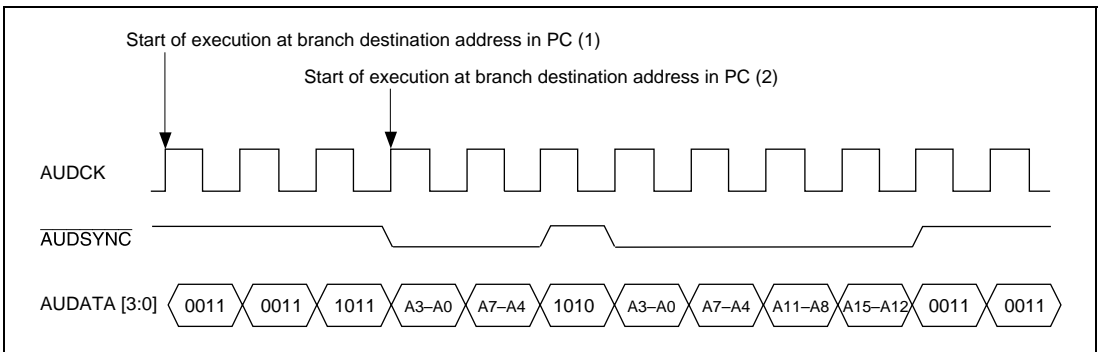 Start of execution at branch destination address in PC (1)
Start of execution at branch destination address in PC (2)
AUDCK
AUDSYNC
AUDATA [3:0] 0011 0011 1011 A3–A0 A7–A4 1010 A3–A0 A7–A4 A11–A8 A15–A12 0011 0011